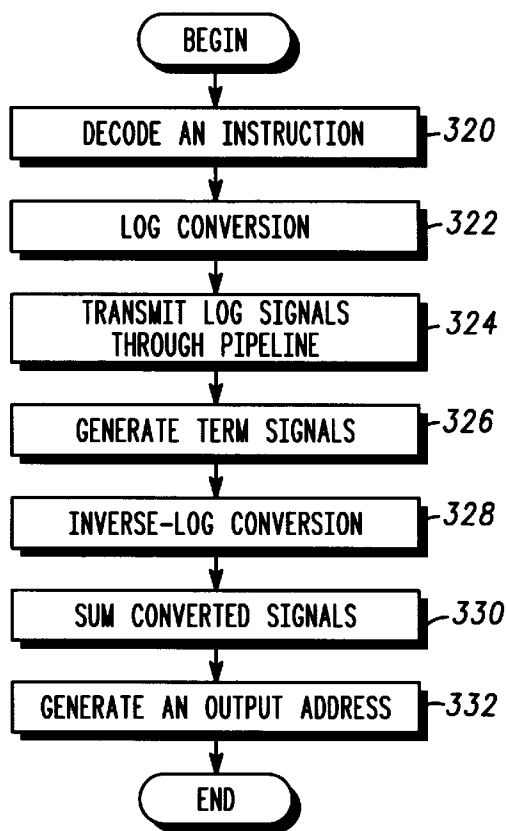 BEGIN
DECODE AN INSTRUCTION
320
LOG CONVERSION
322
TRANSMIT LOG SIGNALS
THROUGH PIPELINE
324
GENERATE TERM SIGNALS
326
INVERSE-LOG CONVERSION
328
SUM CONVERTED SIGNALS
330
GENERATE AN OUTPUT ADDRESS
332
END